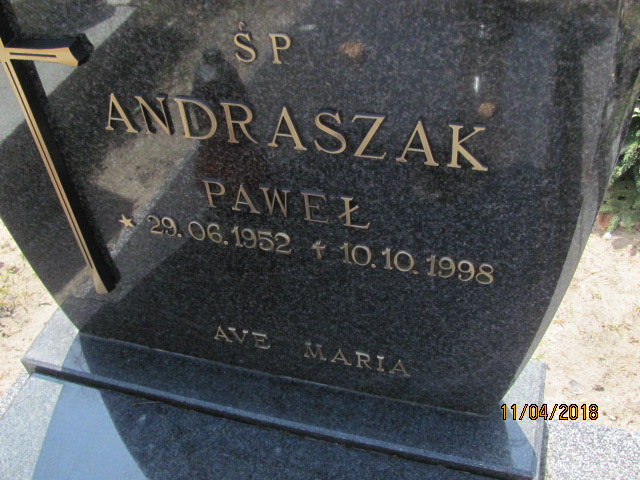 ŚP
ANDRASZAK
PAWEŁ
* 29.06.1952 † 10.10.1998
AVE MARIA
11/04/2018